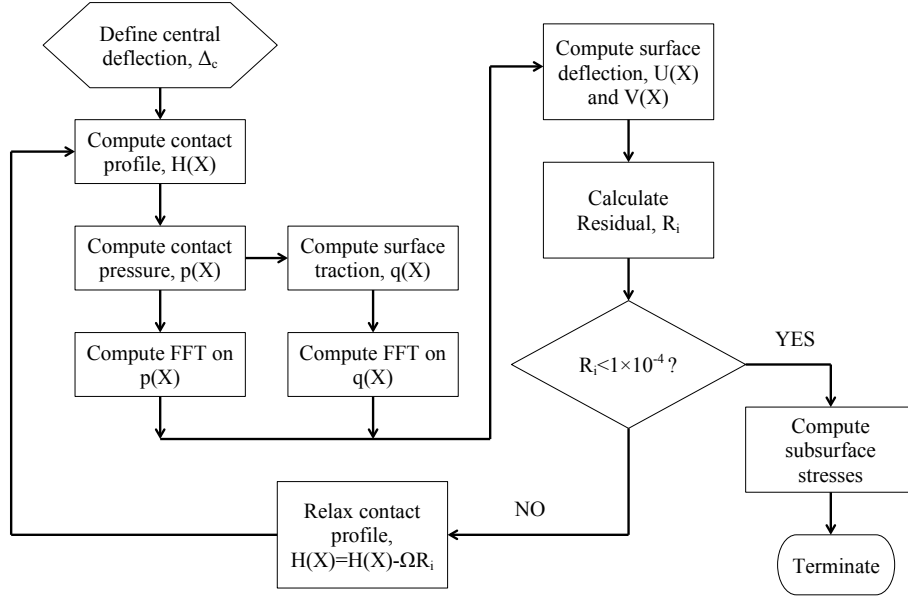 Define central
deflection, Δc
Compute contact
profile, H(X)
Compute contact
pressure, p(X)
Compute surface
traction, q(X)
Compute FFT on
p(X)
Compute FFT on
q(X)
Compute surface
deflection, U(X)
and V(X)
Calculate
Residual, Ri
Ri<1×10-4 ?
YES
NO
Compute
subsurface
stresses
Terminate
Relax contact
profile,
H(X)=H(X)-ΩRi